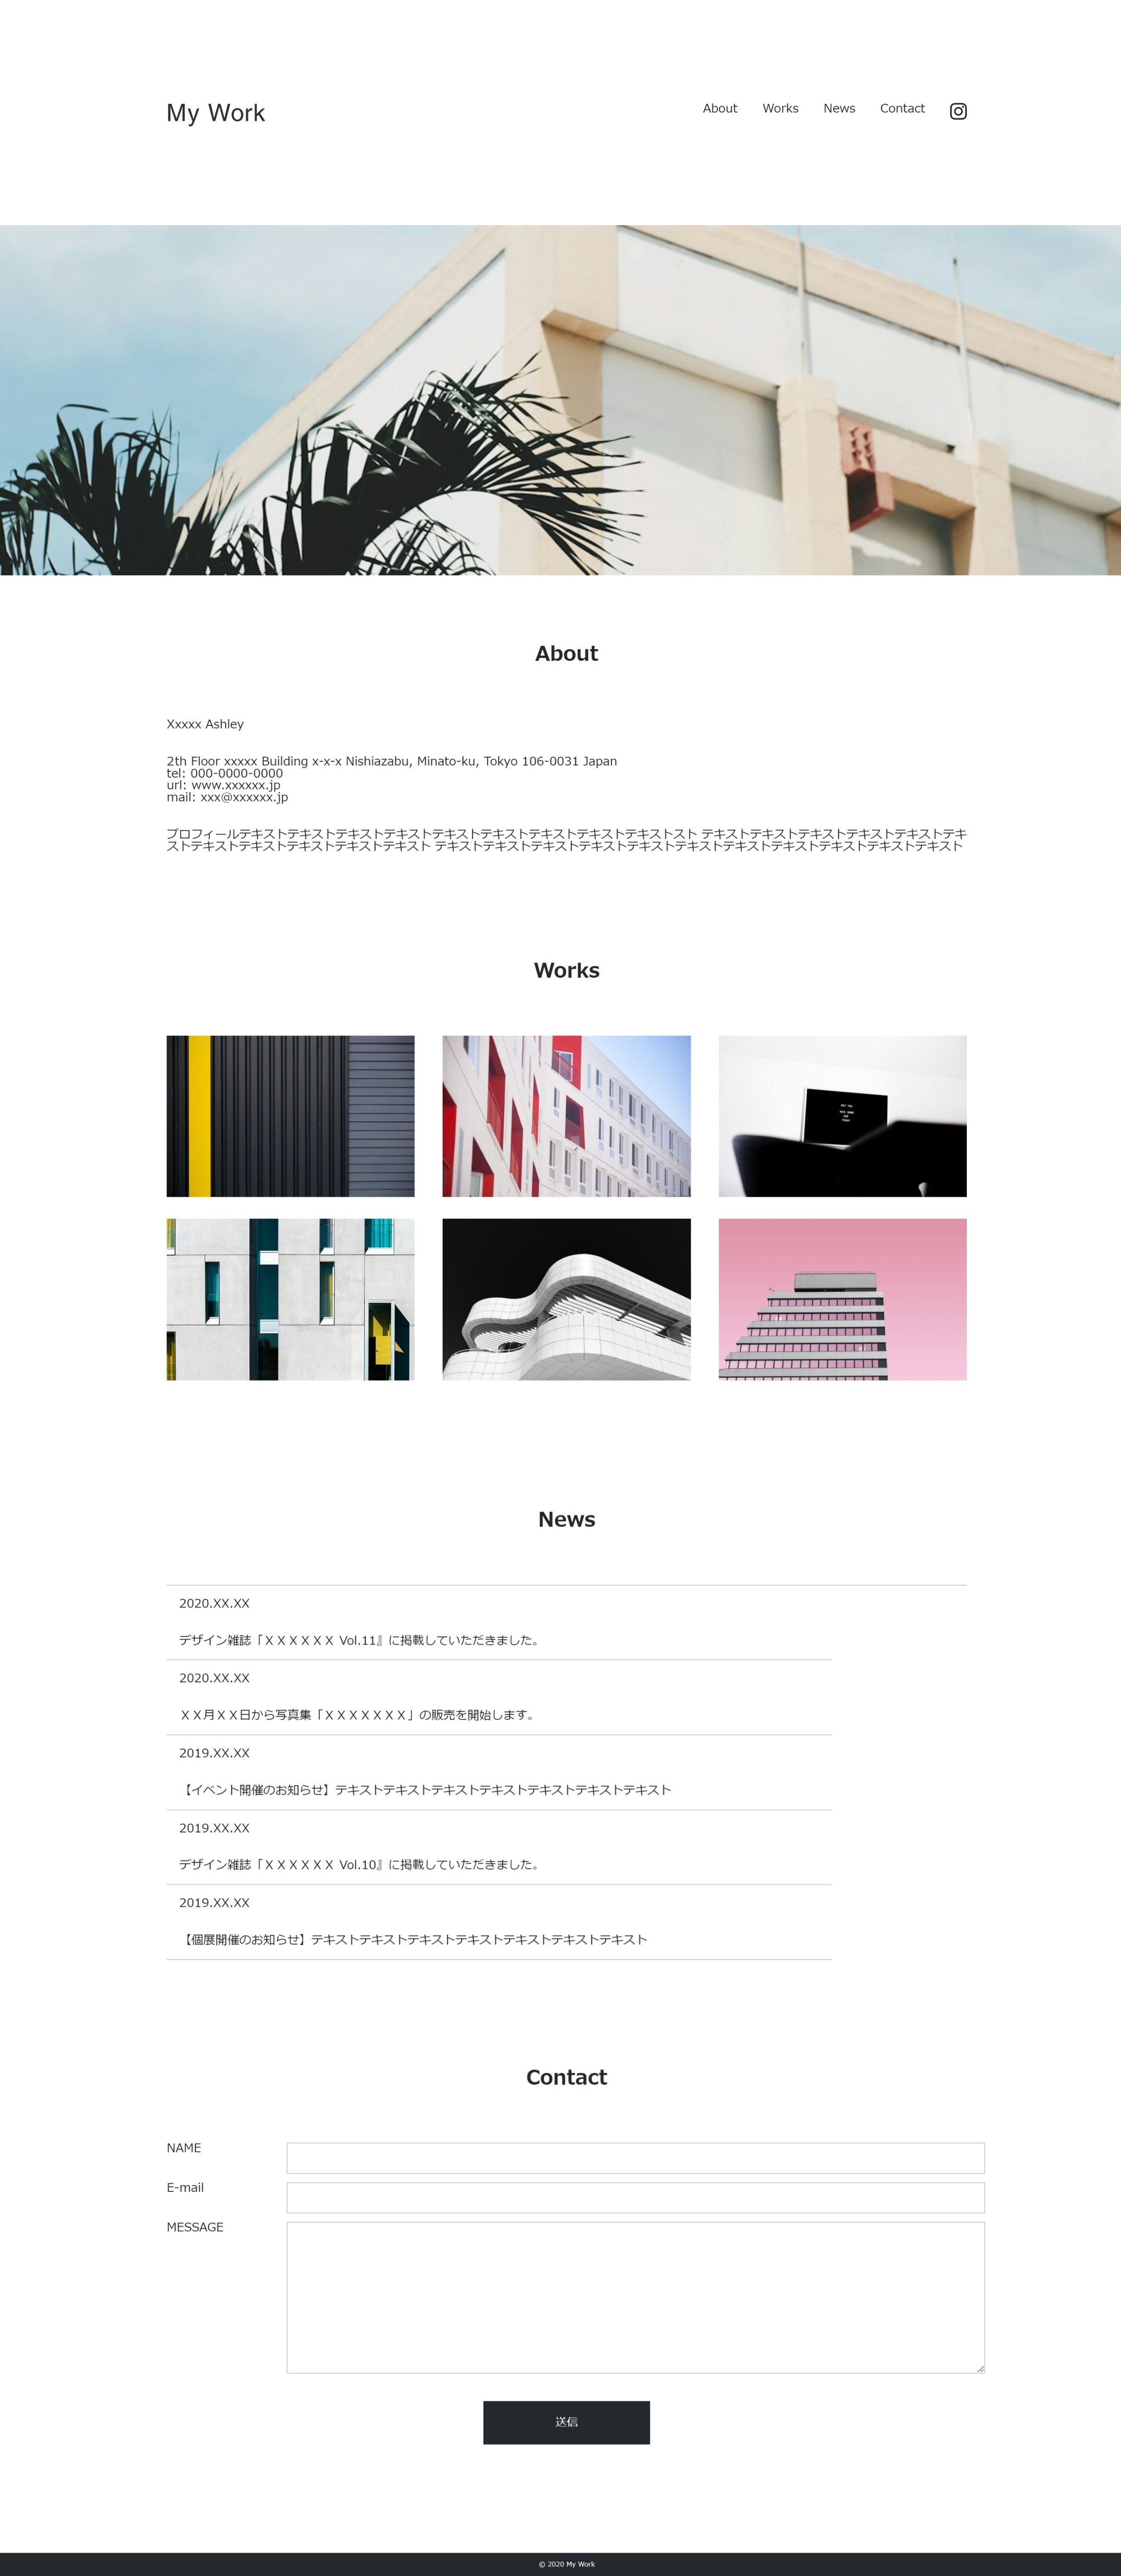 My Work
About Works News Contact
About
Xxxxx Ashley
2th Floor xxxxx Building x-x-x Nishiazabu, Minato-ku, Tokyo 106-0031 Japan
tel: 000-0000-0000
url: www.xxxxxx.jp
mail: xxx@xxxxxx.jp
プロフィールテキストテキストテキストテキストテキストテキストテキストテキストテキストスト テキストテキストテキストテキストテキストテキ
ストテキストテキストテキストテキストテキスト テキストテキストテキストテキストテキストテキストテキストテキストテキストテキストテキスト
Works
News
2020.XX.XX
デザイン雑誌「ＸＸＸＸＸＸ Vol.11』に掲載していただきました。
2020.XX.XX
ＸＸ月ＸＸ日から写真集「ＸＸＸＸＸＸＸ」の販売を開始します。
2019.XX.XX
【イベント開催のお知らせ】テキストテキストテキストテキストテキストテキストテキスト
2019.XX.XX
デザイン雑誌「ＸＸＸＸＸＸ Vol.10』に掲載していただきました。
2019.XX.XX
【個展開催のお知らせ】テキストテキストテキストテキストテキストテキストテキスト
Contact
NAME
E-mail
MESSAGE
送信
© 2020 My Work